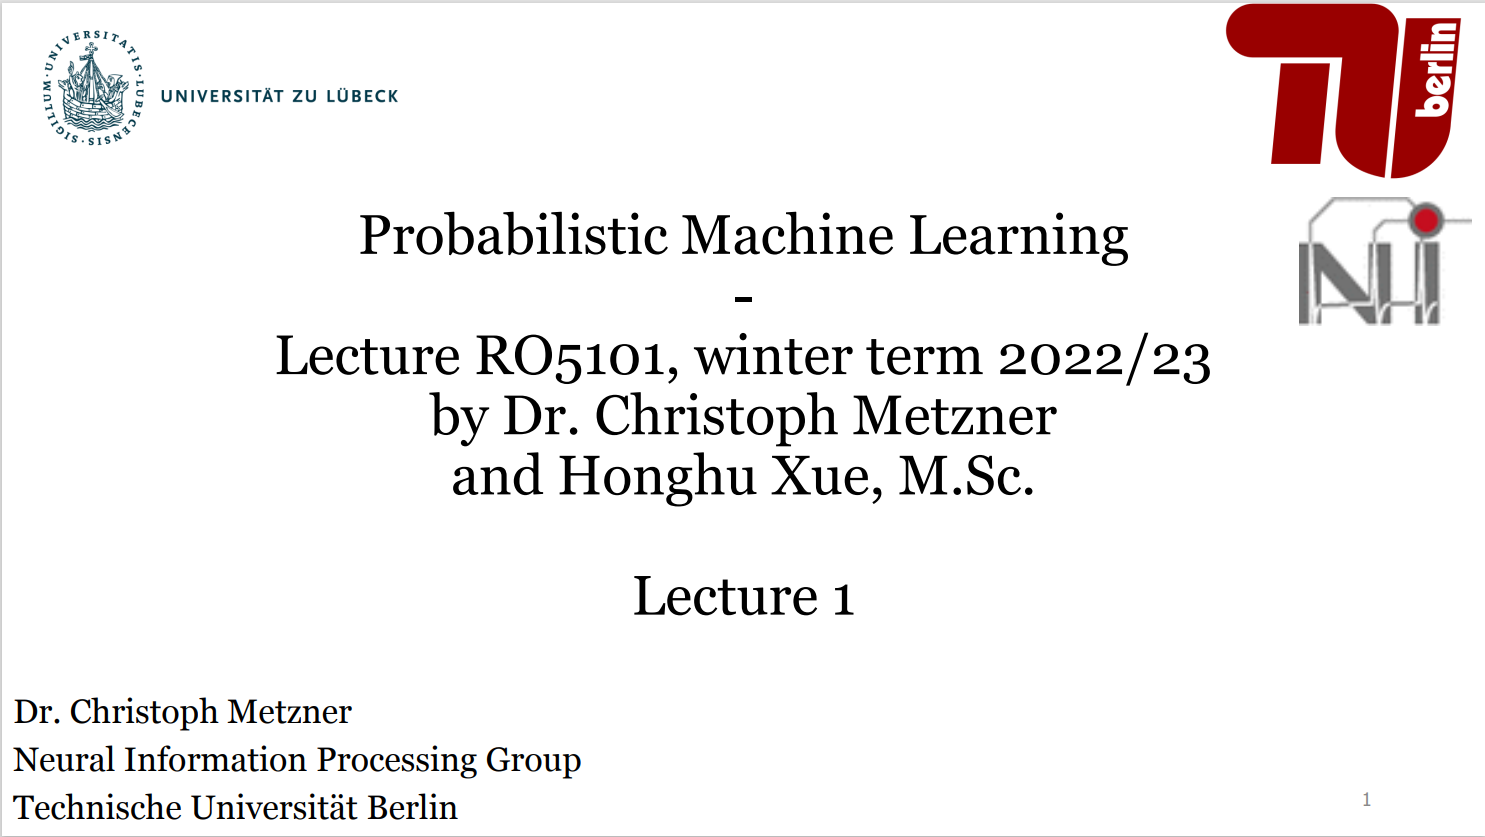 SIGILLUM·UNIVERSITATIS·LUBECENSIS·
UNIVERSITÄT ZU LÜBECK
TU berlin
NI
Probabilistic Machine Learning
-
Lecture RO5101, winter term 2022/23
by Dr. Christoph Metzner
and Honghu Xue, M.Sc.
Lecture 1
Dr. Christoph Metzner
Neural Information Processing Group
Technische Universität Berlin
1